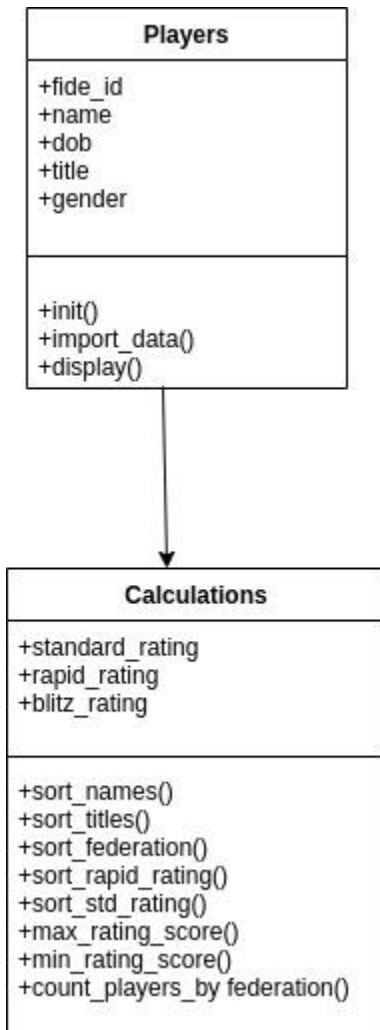 Players
+fide_id
+name
+dob
+title
+gender
+init()
+import_data()
+display()
Calculations
+standard_rating
+rapid_rating
+blitz_rating
+sort_names()
+sort_titles()
+sort_federation()
+sort_rapid_rating()
+sort_std_rating()
+max_rating_score()
+min_rating_score()
+count_players_by federation()